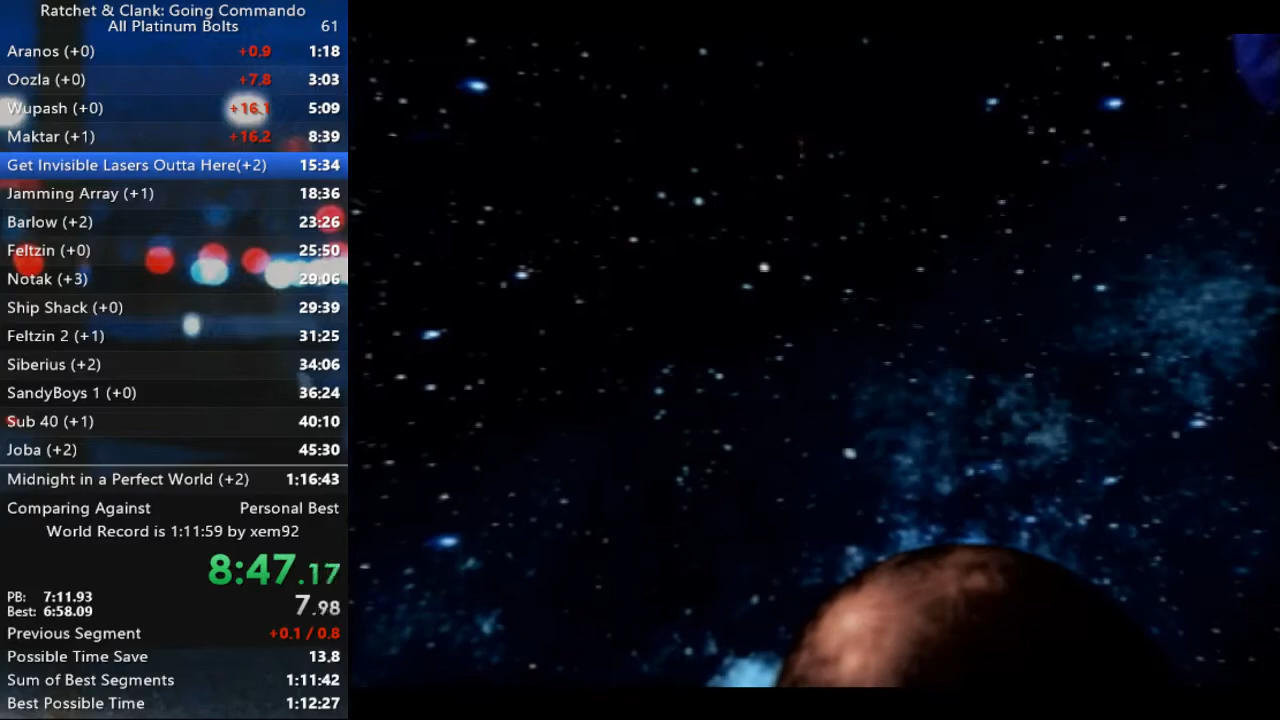 Ratchet & Clank: Going Commando
All Platinum Bolts 61
Aranos (+0) +0.9 1:18
Oozla (+0) +7.8 3:03
Wupash (+0) +16.1 5:09
Maktar (+1) +16.2 8:39
Get Invisible Lasers Outta Here(+2) 15:34
Jamming Array (+1) 18:36
Barlow (+2) 23:26
Feltzin (+0) 25:50
Notak (+3) 29:06
Ship Shack (+0) 29:39
Feltzin 2 (+1) 31:25
Siberius (+2) 34:06
SandyBoys 1 (+0) 36:24
Sub 40 (+1) 40:10
Joba (+2) 45:30
Midnight in a Perfect World (+2) 1:16:43
Comparing Against Personal Best
World Record is 1:11:59 by xem92
8:47.17
PB: 7:11.93
Best: 6:58.09 7.98
Previous Segment +0.1 / 0.8
Possible Time Save 13.8
Sum of Best Segments 1:11:42
Best Possible Time 1:12:27